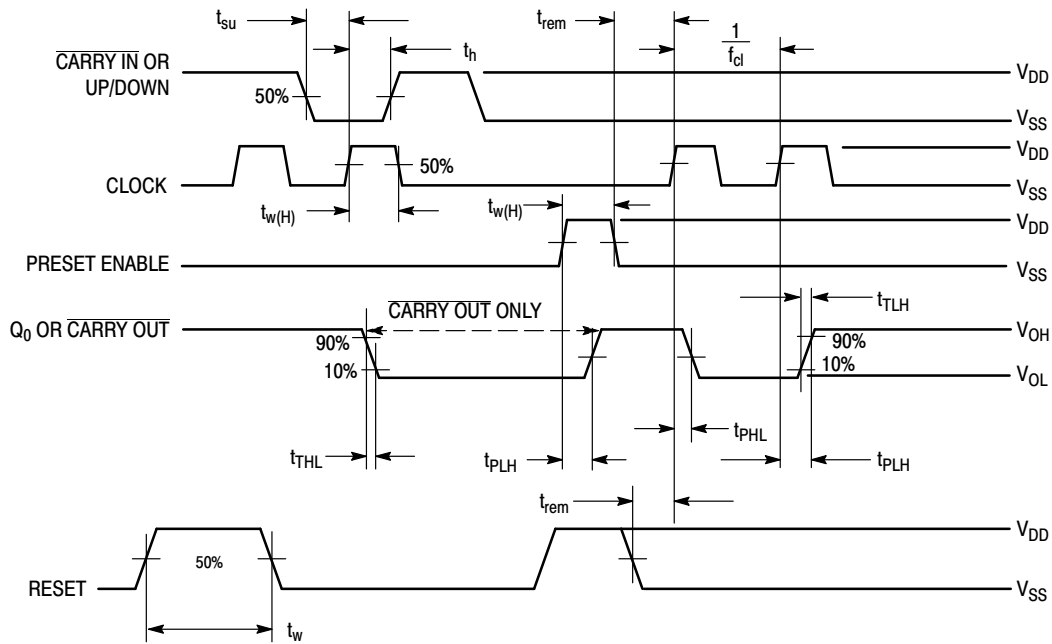 t_su
t_rem
1
f_cl
t_h
CARRY IN OR
UP/DOWN
50%
V_DD
V_SS
CLOCK
50%
V_DD
V_SS
t_w(H)
t_w(H)
PRESET ENABLE
V_DD
V_SS
t_TLH
Q_0 OR CARRY OUT
CARRY OUT ONLY
90%
10%
V_OH
90%
10%
V_OL
t_THL
t_PLH
t_PHL
t_PLH
t_rem
RESET
50%
V_DD
V_SS
t_w